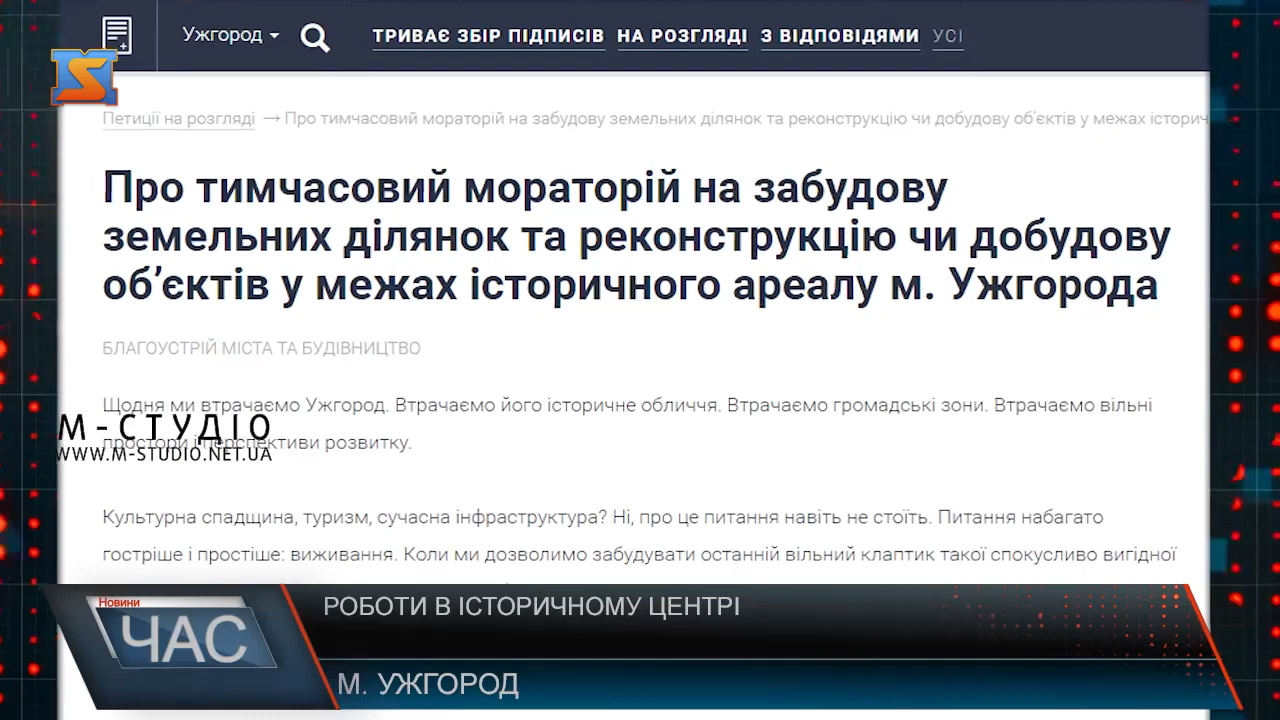 Ужгород
ТРИВАЄ ЗБІР ПІДПИСІВ НА РОЗГЛЯДІ З ВІДПОВІДЯМИ УСІ
Петиції на розгляді → Про тимчасовий мораторій на забудову земельних ділянок та реконструкцію чи добудову об'єктів у межах історич
Про тимчасовий мораторій на забудову
земельних ділянок та реконструкцію чи добудову
об’єктів у межах історичного ареалу м. Ужгорода
БЛАГОУСТРІЙ МІСТА ТА БУДІВНИЦТВО
Щодня ми втрачаємо Ужгород. Втрачаємо його історичне обличчя. Втрачаємо громадські зони. Втрачаємо вільні
простори і перспективи розвитку.
М-СТУДІО
WWW.M-STUDIO.NET.UA
Культурна спадщина, туризм, сучасна інфраструктура? Ні, про це питання навіть не стоїть. Питання набагато
гостріше і простіше: виживання. Коли ми дозволимо забудувати останній вільний клаптик такої спокусливо вигідної
Новини
ЧАС
РОБОТИ В ІСТОРИЧНОМУ ЦЕНТРІ
М. УЖГОРОД